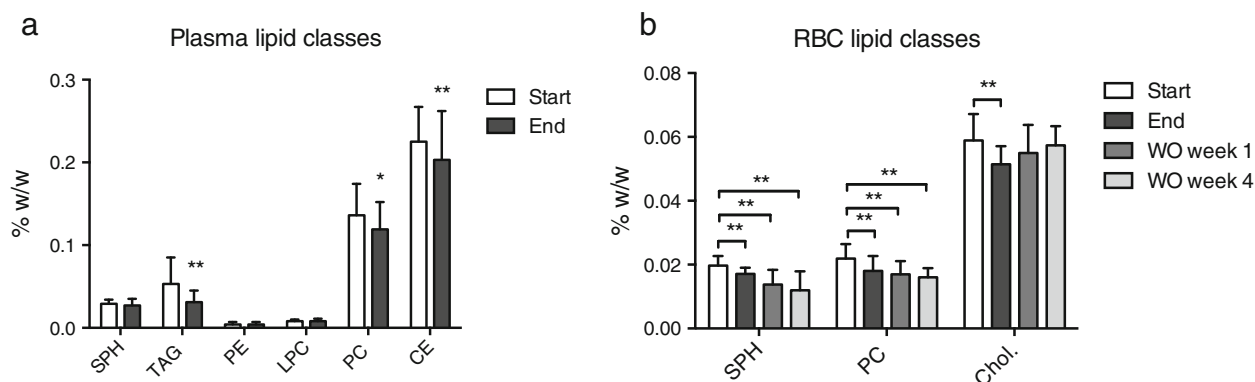 a
Plasma lipid classes
% w/w
0.3
0.2
0.1
0.0
**
*
**
Start
End
SPH
TAG
PE
LPC
PC
CE
b
RBC lipid classes
% w/w
0.08
0.06
0.04
0.02
0.00
**
**
**
**
**
**
**
Start
End
WO week 1
WO week 4
SPH
PC
Chol.